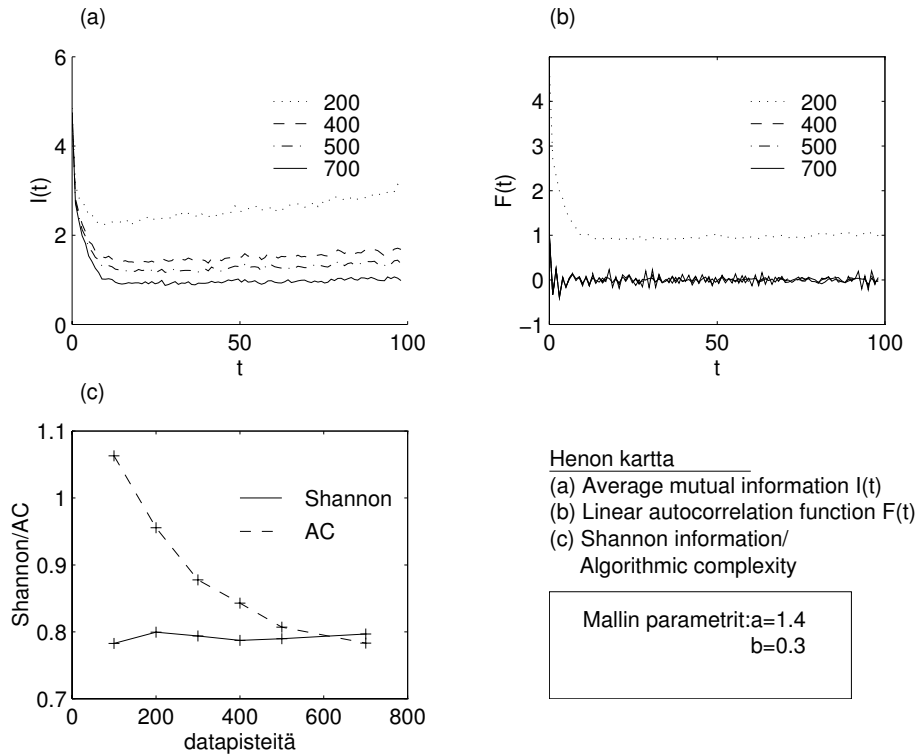 (a)
6
4
2
0
I(t)
0
50
100
t
200
400
500
700
(b)
4
3
2
1
0
−1
F(t)
0
50
100
t
200
400
500
700
(c)
1.1
1
0.9
0.8
0.7
Shannon/AC
0
200
400
600
800
datapisteitä
Shannon
AC
Henon kartta
(a) Average mutual information I(t)
(b) Linear autocorrelation function F(t)
(c) Shannon information/
Algorithmic complexity
Mallin parametrit:a=1.4
b=0.3